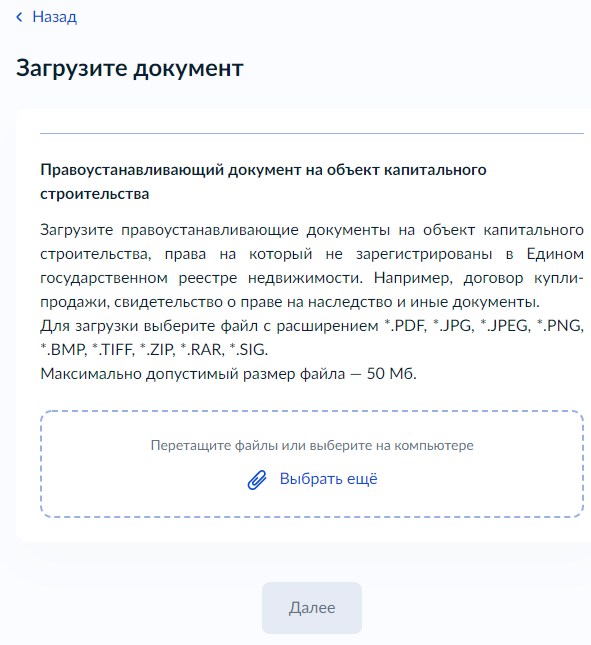 Назад
Загрузите документ
Правоустанавливающий документ на объект капитального
строительства
Загрузите правоустанавливающие документы на объект капитального
строительства, права на который не зарегистрированы в Едином
государственном реестре недвижимости. Например, договор купли-
продажи, свидетельство о праве на наследство и иные документы.
Для загрузки выберите файл с расширением *.PDF, *.JPG, *.JPEG, *.PNG,
*.BMP, *.TIFF, *.ZIP, *.RAR, *.SIG.
Максимально допустимый размер файла — 50 Мб.
Перетащите файлы или выберите на компьютере
Выбрать ещё
Далее